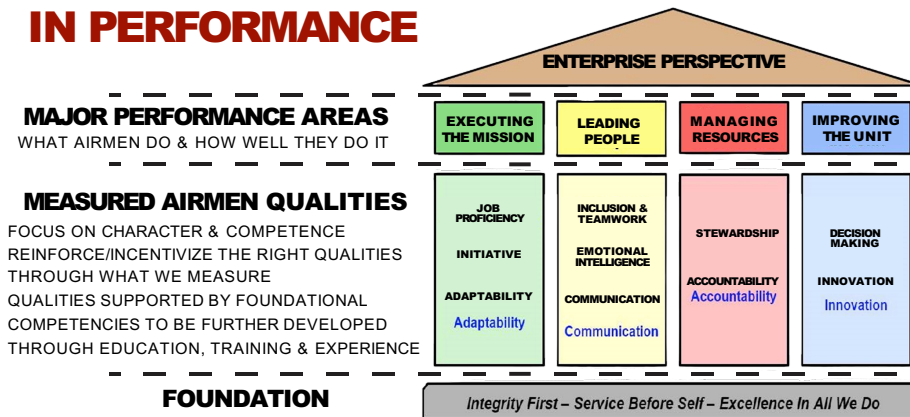 IN PERFORMANCE
ENTERPRISE PERSPECTIVE
MAJOR PERFORMANCE AREAS
WHAT AIRMEN DO & HOW WELL THEY DO IT
EXECUTING
THE MISSION
LEADING
PEOPLE
MANAGING
RESOURCES
IMPROVING
THE UNIT
MEASURED AIRMEN QUALITIES
FOCUS ON CHARACTER & COMPETENCE
REINFORCE/INCENTIVIZE THE RIGHT QUALITIES
THROUGH WHAT WE MEASURE
QUALITIES SUPPORTED BY FOUNDATIONAL
COMPETENCIES TO BE FURTHER DEVELOPED
THROUGH EDUCATION, TRAINING & EXPERIENCE
JOB
PROFICIENCY
INITIATIVE
ADAPTABILITY
Adaptability
INCLUSION &
TEAMWORK
EMOTIONAL
INTELLIGENCE
COMMUNICATION
Communication
STEWARDSHIP
ACCOUNTABILITY
Accountability
DECISION
MAKING
INNOVATION
Innovation
FOUNDATION
Integrity First – Service Before Self – Excellence In All We Do